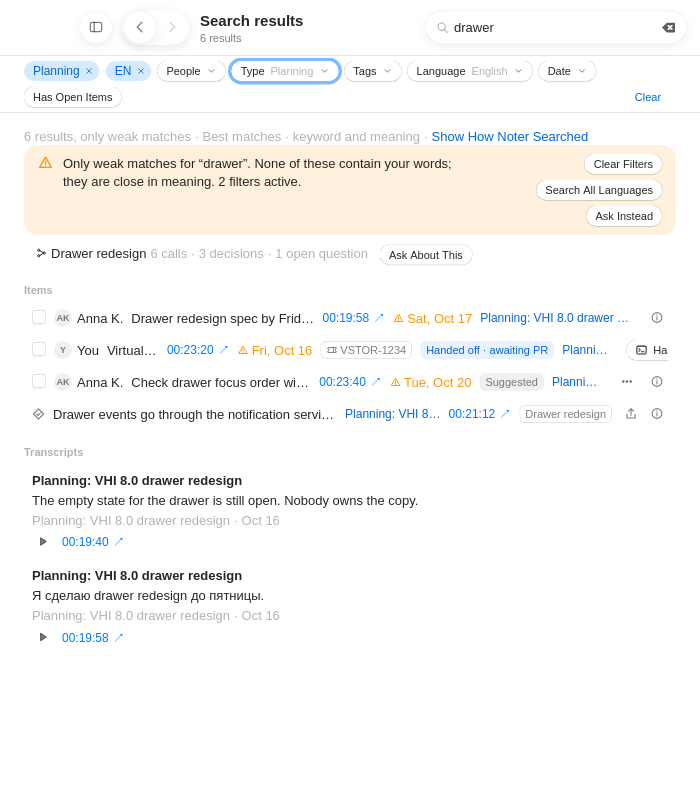 Search results
6 results
drawer
Planning EN People Type Planning Tags Language English Date
Has Open Items Clear
6 results, only weak matches · Best matches · keyword and meaning · Show How Noter Searched
Only weak matches for “drawer”. None of these contain your words;
they are close in meaning. 2 filters active.
Clear Filters
Search All Languages
Ask Instead
Drawer redesign 6 calls · 3 decisions · 1 open question Ask About This
Items
AK Anna K. Drawer redesign spec by Frid… 00:19:58 Sat, Oct 17 Planning: VHI 8.0 drawer …
Y You Virtual… 00:23:20 Fri, Oct 16 VSTOR-1234 Handed off · awaiting PR Planni… Ha
AK Anna K. Check drawer focus order wi… 00:23:40 Tue, Oct 20 Suggested Planni…
Drawer events go through the notification servi… Planning: VHI 8… 00:21:12 Drawer redesign
Transcripts
Planning: VHI 8.0 drawer redesign
The empty state for the drawer is still open. Nobody owns the copy.
Planning: VHI 8.0 drawer redesign · Oct 16
00:19:40
Planning: VHI 8.0 drawer redesign
Я сделаю drawer redesign до пятницы.
Planning: VHI 8.0 drawer redesign · Oct 16
00:19:58